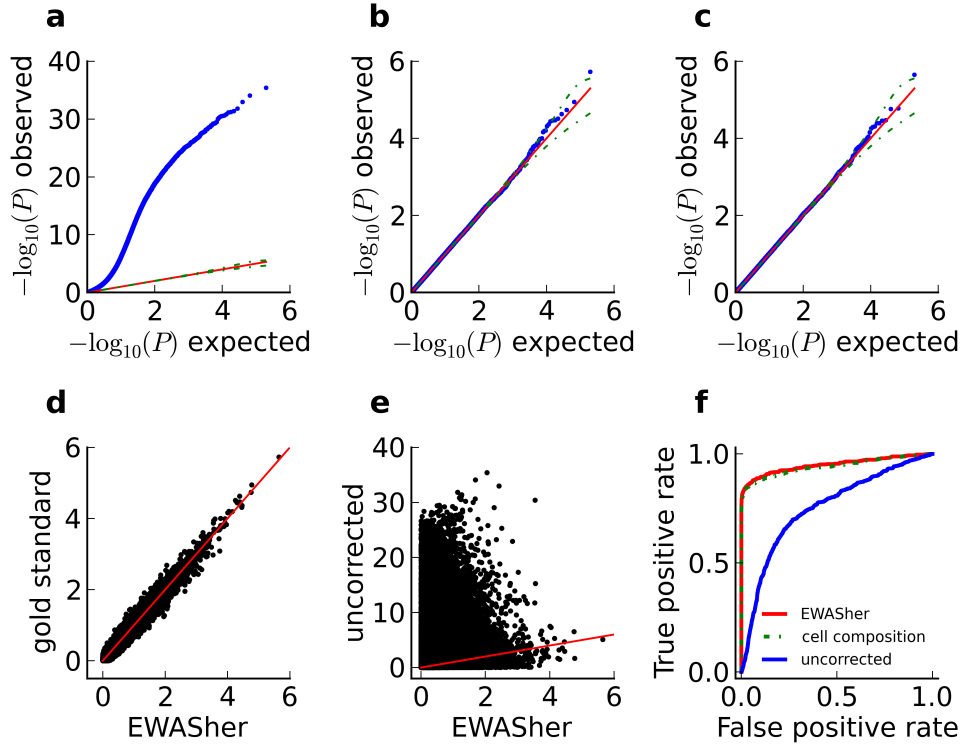 a
b
c
40
30
20
10
0
−log₁₀(P) observed
0 2 4 6
−log₁₀(P) expected
6
4
2
0
−log₁₀(P) observed
0 2 4 6
−log₁₀(P) expected
6
4
2
0
−log₁₀(P) observed
0 2 4 6
−log₁₀(P) expected
d
e
f
6
4
2
0
gold standard
0 2 4 6
EWASher
40
30
20
10
0
uncorrected
0 2 4 6
EWASher
1.0
0.5
0.0
True positive rate
EWASher
cell composition
uncorrected
0.0 0.5 1.0
False positive rate